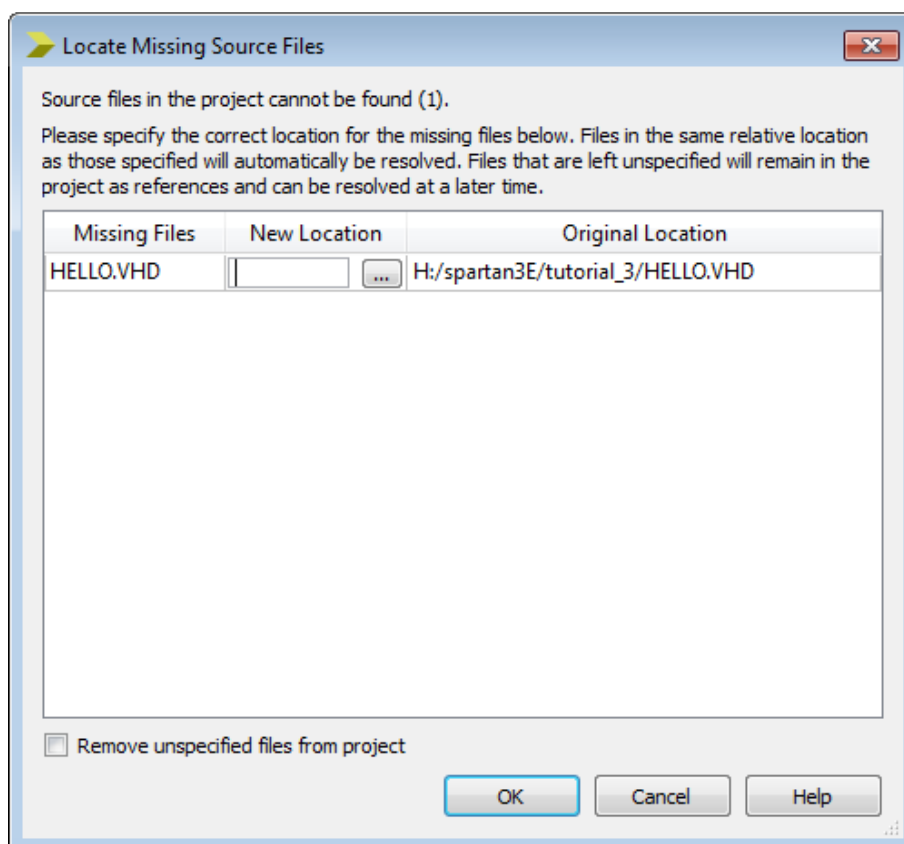 Locate Missing Source Files
Source files in the project cannot be found (1).
Please specify the correct location for the missing files below. Files in the same relative location
as those specified will automatically be resolved. Files that are left unspecified will remain in the
project as references and can be resolved at a later time.
Missing Files New Location Original Location
HELLO.VHD ... H:/spartan3E/tutorial_3/HELLO.VHD
Remove unspecified files from project
OK Cancel Help